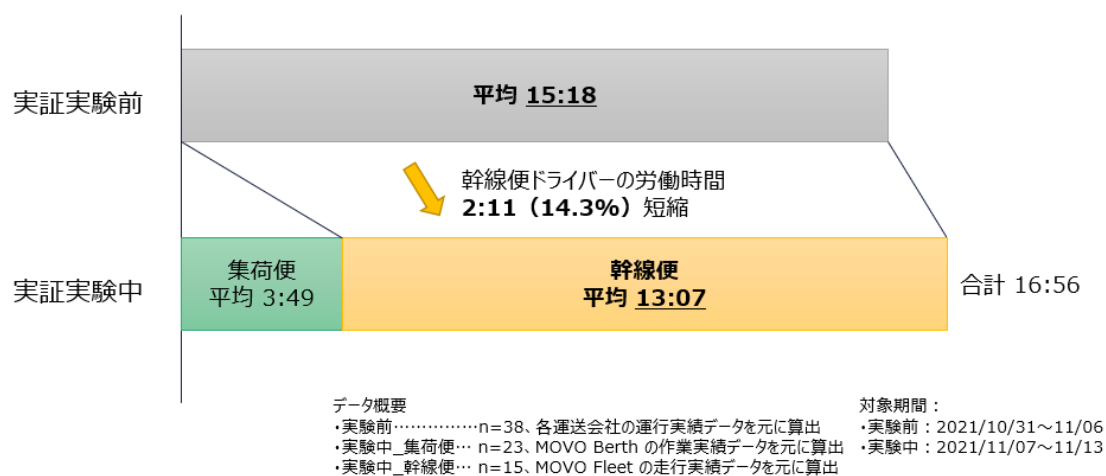 平均 15:18
実証実験前
幹線便ドライバーの労働時間
2:11（14.3%）短縮
集荷便
平均 3:49
幹線便
平均 13:07
合計 16:56
実証実験中
データ概要
・実験前……………n=38、各運送会社の運行実績データを元に算出
・実験中_集荷便… n=23、MOVO Berth の作業実績データを元に算出
・実験中_幹線便… n=15、MOVO Fleet の走行実績データを元に算出
対象期間：
・実験前：2021/10/31～11/06
・実験中：2021/11/07～11/13